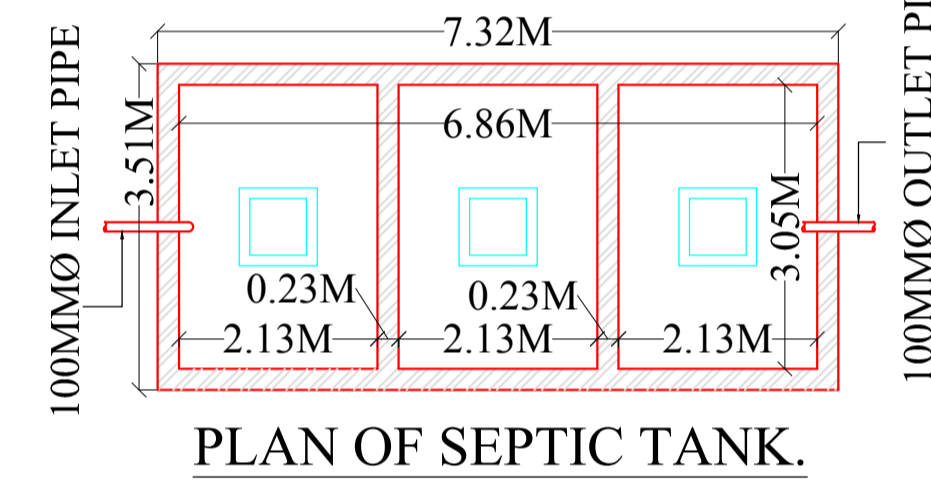 7.32M
100MMØ INLET PIPE
3.51M
6.86M
3.05M
100MMØ OUTLET
0.23M
0.23M
2.13M
2.13M
2.13M
PLAN OF SEPTIC TANK.